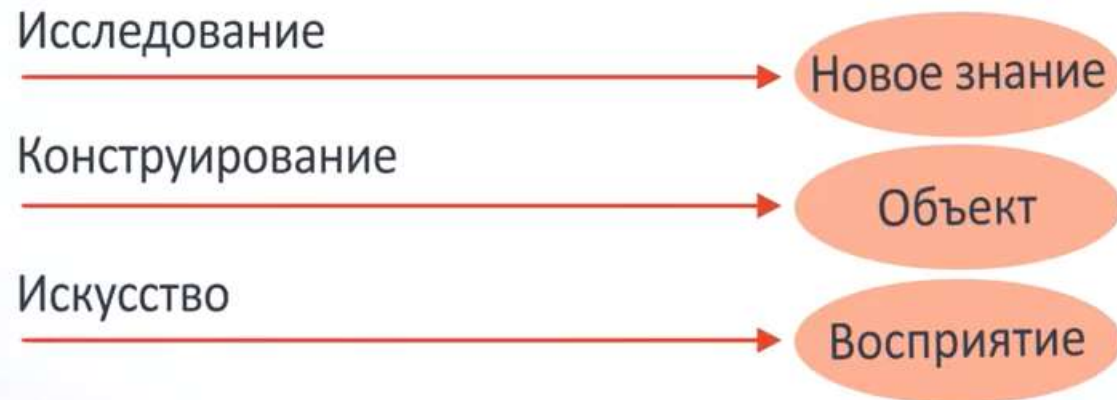 Исследование
Новое знание
Конструирование
Объект
Искусство
Восприятие